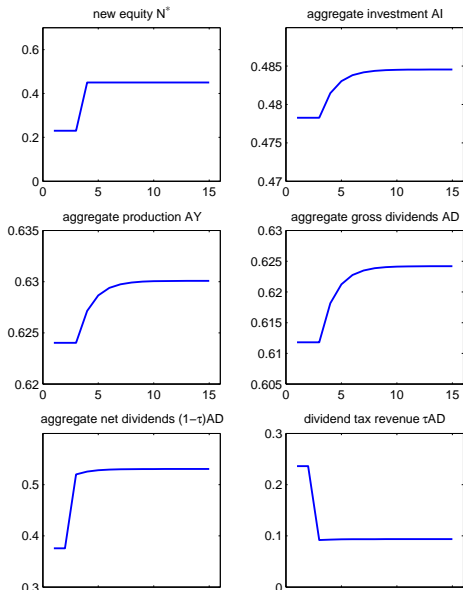 new equity N*
0.6
0.4
0.2
0
0 5 10 15
aggregate investment AI
0.485
0.48
0.475
0.47
0 5 10 15
aggregate production AY
0.635
0.63
0.625
0.62
0 5 10 15
aggregate gross dividends AD
0.63
0.625
0.62
0.615
0.612
0.605
0 5 10 15
aggregate net dividends (1−τ)AD
0.5
0.4
0.3
dividend tax revenue τAD
0.3
0.2
0.1
0